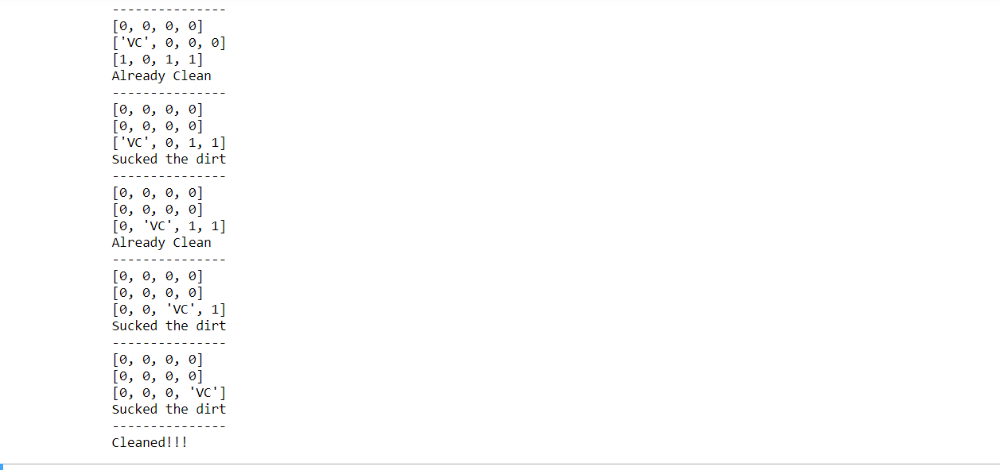 ---------------
[0, 0, 0, 0]
['VC', 0, 0, 0]
[1, 0, 1, 1]
Already Clean
---------------
[0, 0, 0, 0]
[0, 0, 0, 0]
['VC', 0, 1, 1]
Sucked the dirt
---------------
[0, 0, 0, 0]
[0, 0, 0, 0]
[0, 'VC', 1, 1]
Already Clean
---------------
[0, 0, 0, 0]
[0, 0, 0, 0]
[0, 0, 'VC', 1]
Sucked the dirt
---------------
[0, 0, 0, 0]
[0, 0, 0, 0]
[0, 0, 0, 'VC']
Sucked the dirt
---------------
Cleaned!!!